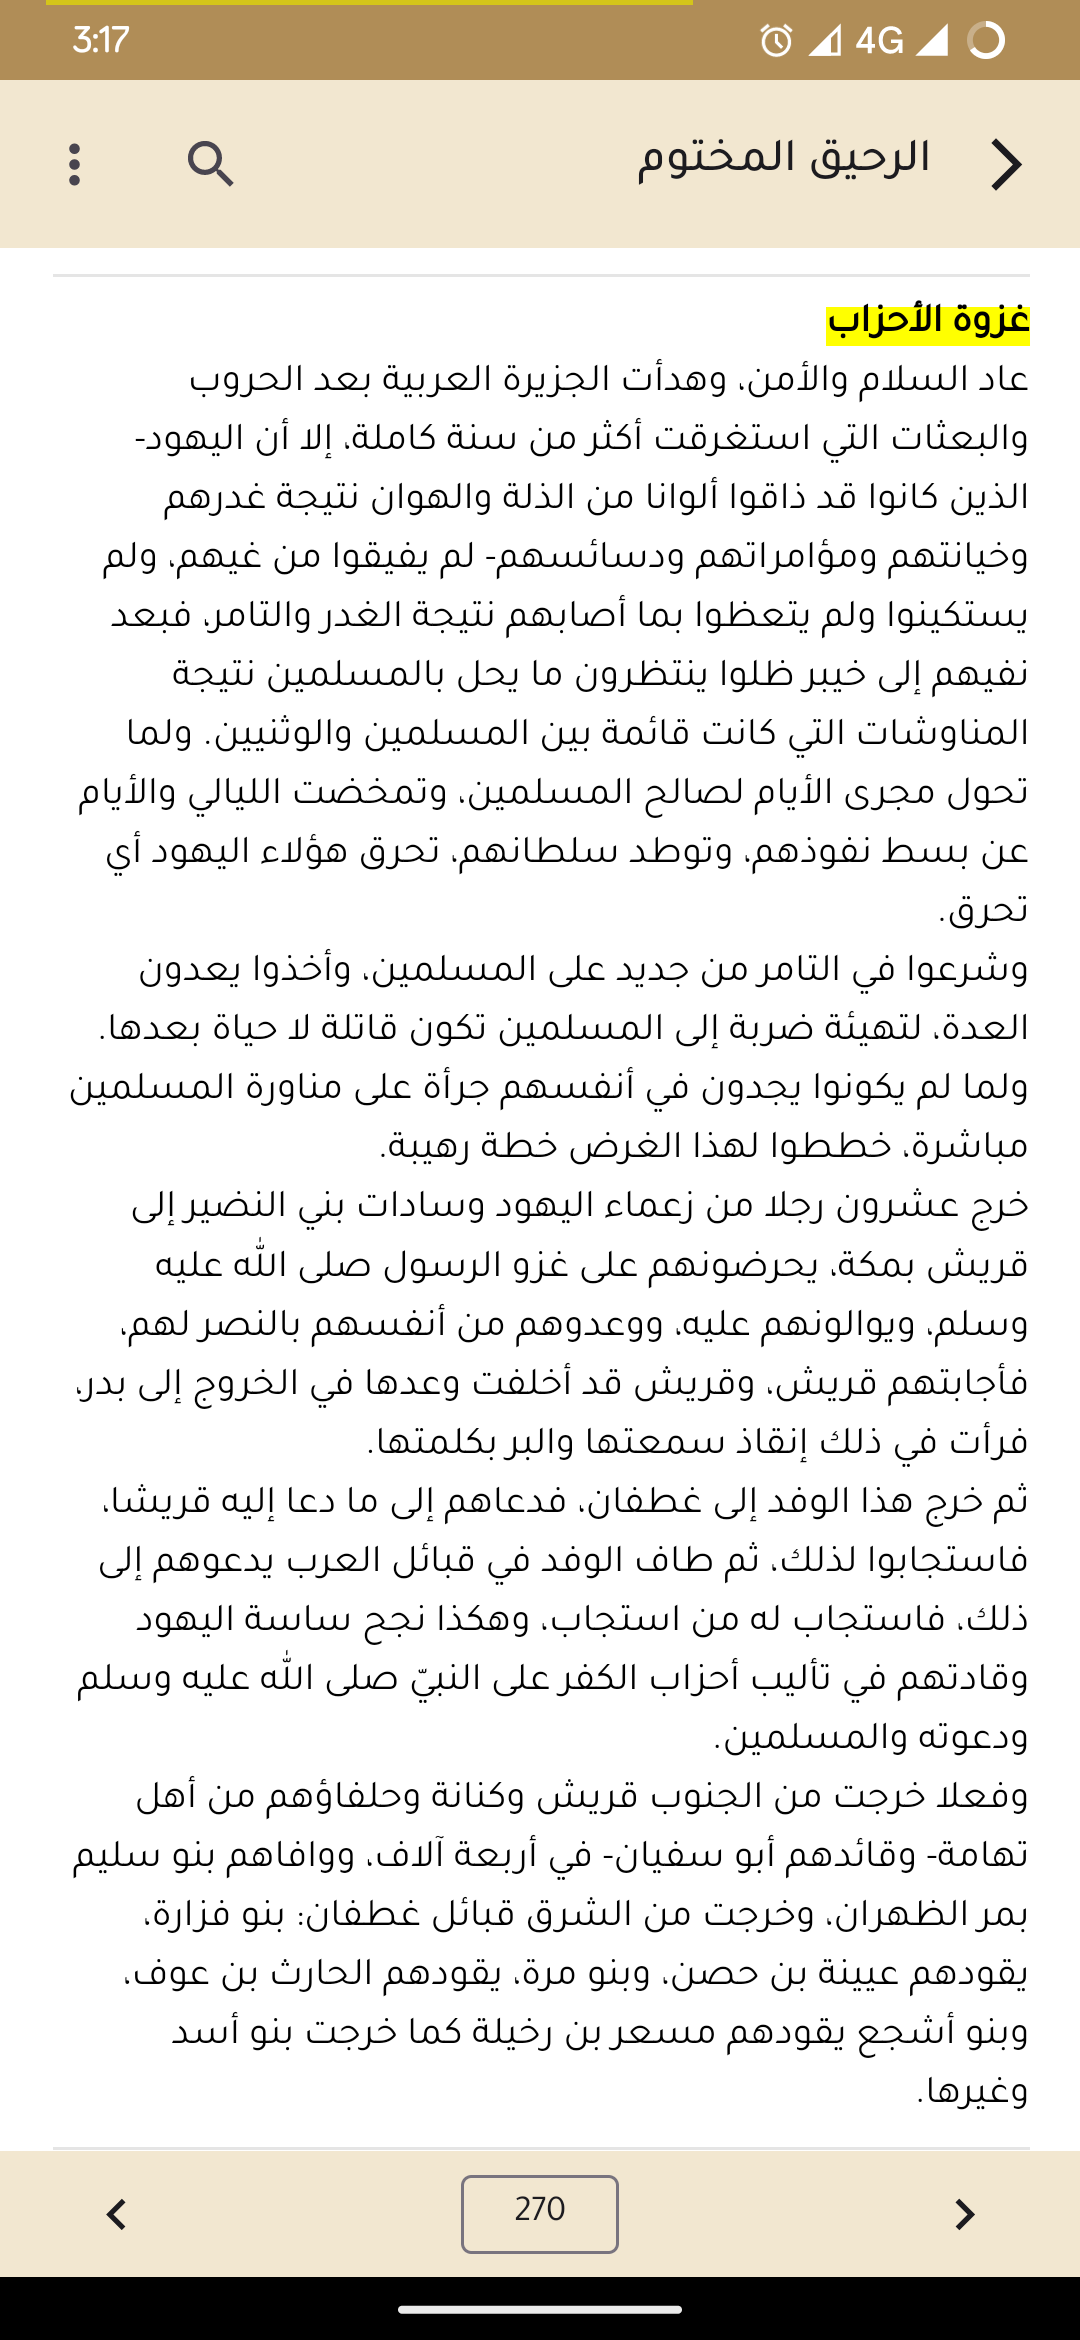 3:17
4G
الرحيق المختوم
غزوة الأحزاب
عاد السلام والأمن، وهدأت الجزيرة العربية بعد الحروب
والبعثات التي استغرقت أكثر من سنة كاملة، إلا أن اليهود-
الذين كانوا قد ذاقوا ألوانا من الذلة والهوان نتيجة غدرهم
وخيانتهم ومؤامراتهم ودسائسهم- لم يفيقوا من غيهم، ولم
يستكينوا ولم يتعظوا بما أصابهم نتيجة الغدر والتامر، فبعد
نفيهم إلى خيبر ظلوا ينتظرون ما يحل بالمسلمين نتيجة
المناوشات التي كانت قائمة بين المسلمين والوثنيين. ولما
تحول مجرى الأيام لصالح المسلمين، وتمخضت الليالي والأيام
عن بسط نفوذهم، وتوطد سلطانهم، تحرق هؤلاء اليهود أي
تحرق.
وشرعوا في التامر من جديد على المسلمين، وأخذوا يعدون
العدة، لتهيئة ضربة إلى المسلمين تكون قاتلة لا حياة بعدها.
ولما لم يكونوا يجدون في أنفسهم جرأة على مناورة المسلمين
مباشرة، خططوا لهذا الغرض خطة رهيبة.
خرج عشرون رجلا من زعماء اليهود وسادات بني النضير إلى
قريش بمكة، يحرضونهم على غزو الرسول صلى الله عليه
وسلم، ويوالونهم عليه، ووعدوهم من أنفسهم بالنصر لهم،
فأجابتهم قريش، وقريش قد أخلفت وعدها في الخروج إلى بدر،
فرأت في ذلك إنقاذ سمعتها والبر بكلمتها.
ثم خرج هذا الوفد إلى غطفان، فدعاهم إلى ما دعا إليه قريشا،
فاستجابوا لذلك، ثم طاف الوفد في قبائل العرب يدعوهم إلى
ذلك، فاستجاب له من استجاب، وهكذا نجح ساسة اليهود
وقادتهم في تأليب أحزاب الكفر على النبيّ صلى الله عليه وسلم
ودعوته والمسلمين.
وفعلا خرجت من الجنوب قريش وكنانة وحلفاؤهم من أهل
تهامة- وقائدهم أبو سفيان- في أربعة آلاف، ووافاهم بنو سليم
بمر الظهران، وخرجت من الشرق قبائل غطفان: بنو فزارة،
يقودهم عيينة بن حصن، وبنو مرة، يقودهم الحارث بن عوف،
وبنو أشجع يقودهم مسعر بن رخيلة كما خرجت بنو أسد
وغيرها.
270